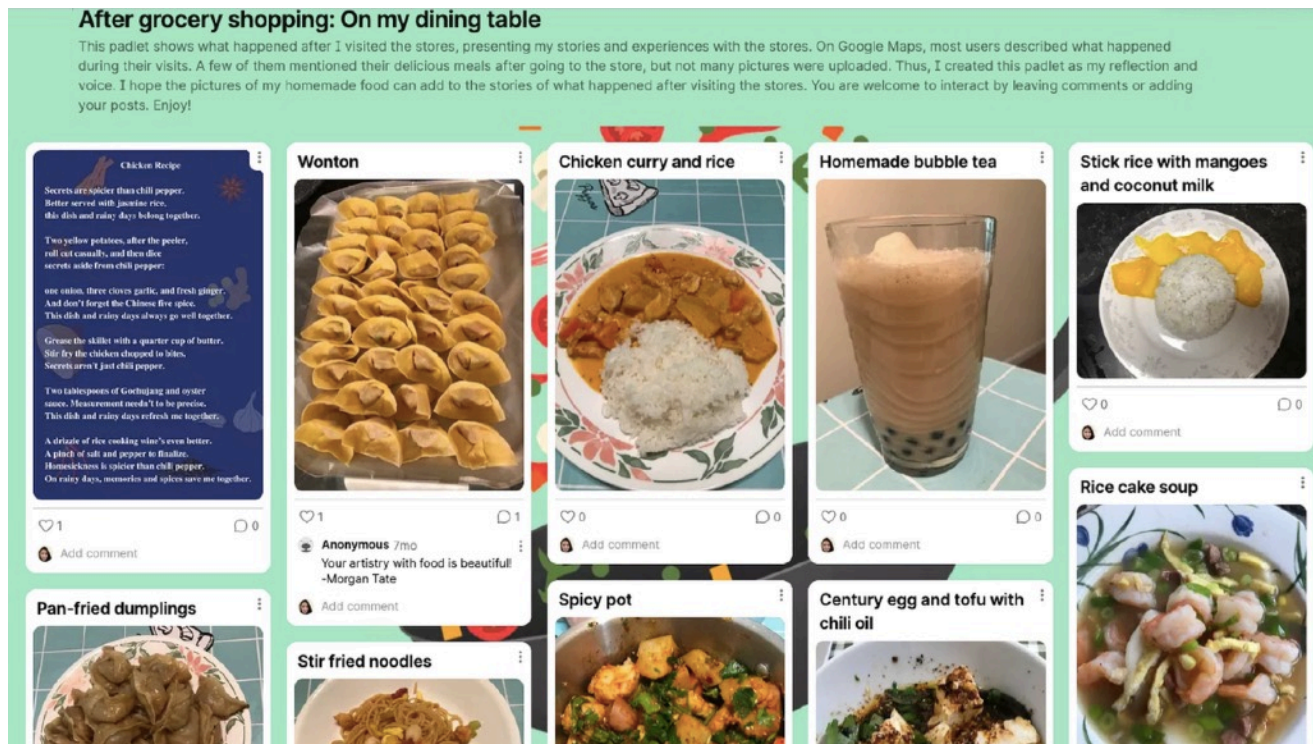 After grocery shopping: On my dining table
This padlet shows what happened after I visited the stores, presenting my stories and experiences with the stores. On Google Maps, most users described what happened
during their visits. A few of them mentioned their delicious meals after going to the store, but not many pictures were uploaded. Thus, I created this padlet as my reflection and
voice. I hope the pictures of my homemade food can add to the stories of what happened after visiting the stores. You are welcome to interact by leaving comments or adding
your posts. Enjoy!
Chicken Recipe
Secrets are spicier than chili pepper.
Better served with jasmine rice,
this dish and rainy days belong together.
Two yellow potatoes, after the peeler,
roll cut casually, and then dice
secrets aside from chili pepper:
one onion, three cloves garlic, and fresh ginger.
And don't forget the Chinese five spice.
This dish and rainy days always go well together.
Grease the skillet with a quarter cup of butter.
Stir fry the chicken chopped to bites.
Secrets aren't just chili pepper.
Two tablespoons of Gochujang and oyster
sauce. Measurement needn't to be precise.
This dish and rainy days refresh me together.
A drizzle of rice cooking wine's even better.
A pinch of salt and pepper to finalize.
Homesickness is spicier than chili pepper.
On rainy days, memories and spices save me together.
1
0
Add comment
Pan-fried dumplings
Wonton
1
1
Anonymous 7mo
Your artistry with food is beautiful!
-Morgan Tate
Add comment
Stir fried noodles
Chicken curry and rice
0
0
Add comment
Spicy pot
Homemade bubble tea
0
0
Add comment
Century egg and tofu with
chili oil
Stick rice with mangoes
and coconut milk
0
0
Add comment
Rice cake soup